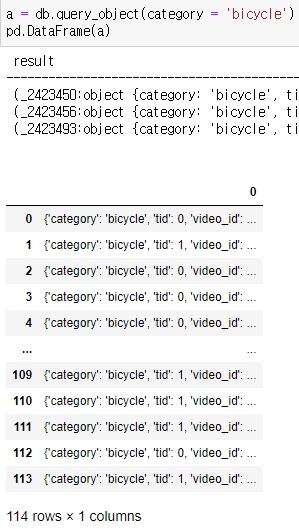 a = db.query_object(category = 'bicycle')
pd.DataFrame(a)
result
(_2423450:object {category: 'bicycle', ti
(_2423456:object {category: 'bicycle', ti
(_2423493:object {category: 'bicycle', ti
0
0 {'category': 'bicycle', 'tid': 0, 'video_id': ...
1 {'category': 'bicycle', 'tid': 1, 'video_id': ...
2 {'category': 'bicycle', 'tid': 0, 'video_id': ...
3 {'category': 'bicycle', 'tid': 0, 'video_id': ...
4 {'category': 'bicycle', 'tid': 0, 'video_id': ...
... ...
109 {'category': 'bicycle', 'tid': 1, 'video_id': ...
110 {'category': 'bicycle', 'tid': 1, 'video_id': ...
111 {'category': 'bicycle', 'tid': 1, 'video_id': ...
112 {'category': 'bicycle', 'tid': 0, 'video_id': ...
113 {'category': 'bicycle', 'tid': 1, 'video_id': ...
114 rows × 1 columns